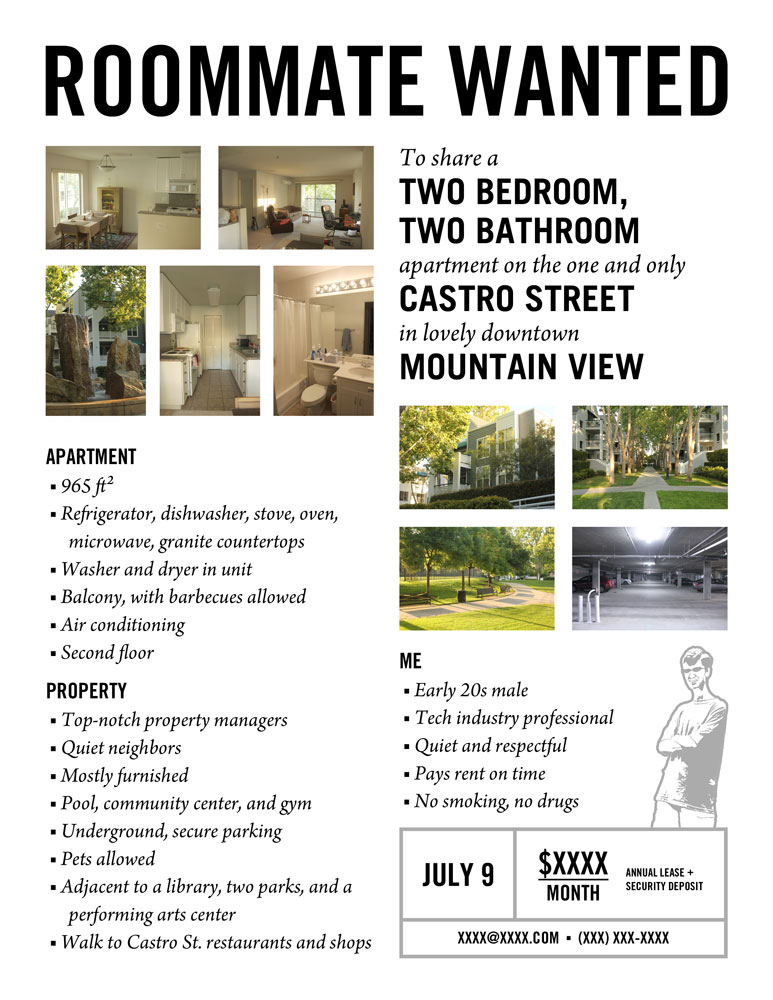 ROOMMATE WANTED
To share a
TWO BEDROOM,
TWO BATHROOM
apartment on the one and only
CASTRO STREET
in lovely downtown
MOUNTAIN VIEW
APARTMENT
▪ 965 ft²
▪ Refrigerator, dishwasher, stove, oven,
microwave, granite countertops
▪ Washer and dryer in unit
▪ Balcony, with barbecues allowed
▪ Air conditioning
▪ Second floor
PROPERTY
▪ Top-notch property managers
▪ Quiet neighbors
▪ Mostly furnished
▪ Pool, community center, and gym
▪ Underground, secure parking
▪ Pets allowed
▪ Adjacent to a library, two parks, and a
performing arts center
▪ Walk to Castro St. restaurants and shops
ME
▪ Early 20s male
▪ Tech industry professional
▪ Quiet and respectful
▪ Pays rent on time
▪ No smoking, no drugs
JULY 9
$XXXX
MONTH
ANNUAL LEASE +
SECURITY DEPOSIT
XXXX@XXXX.COM ▪ (XXX) XXX-XXXX